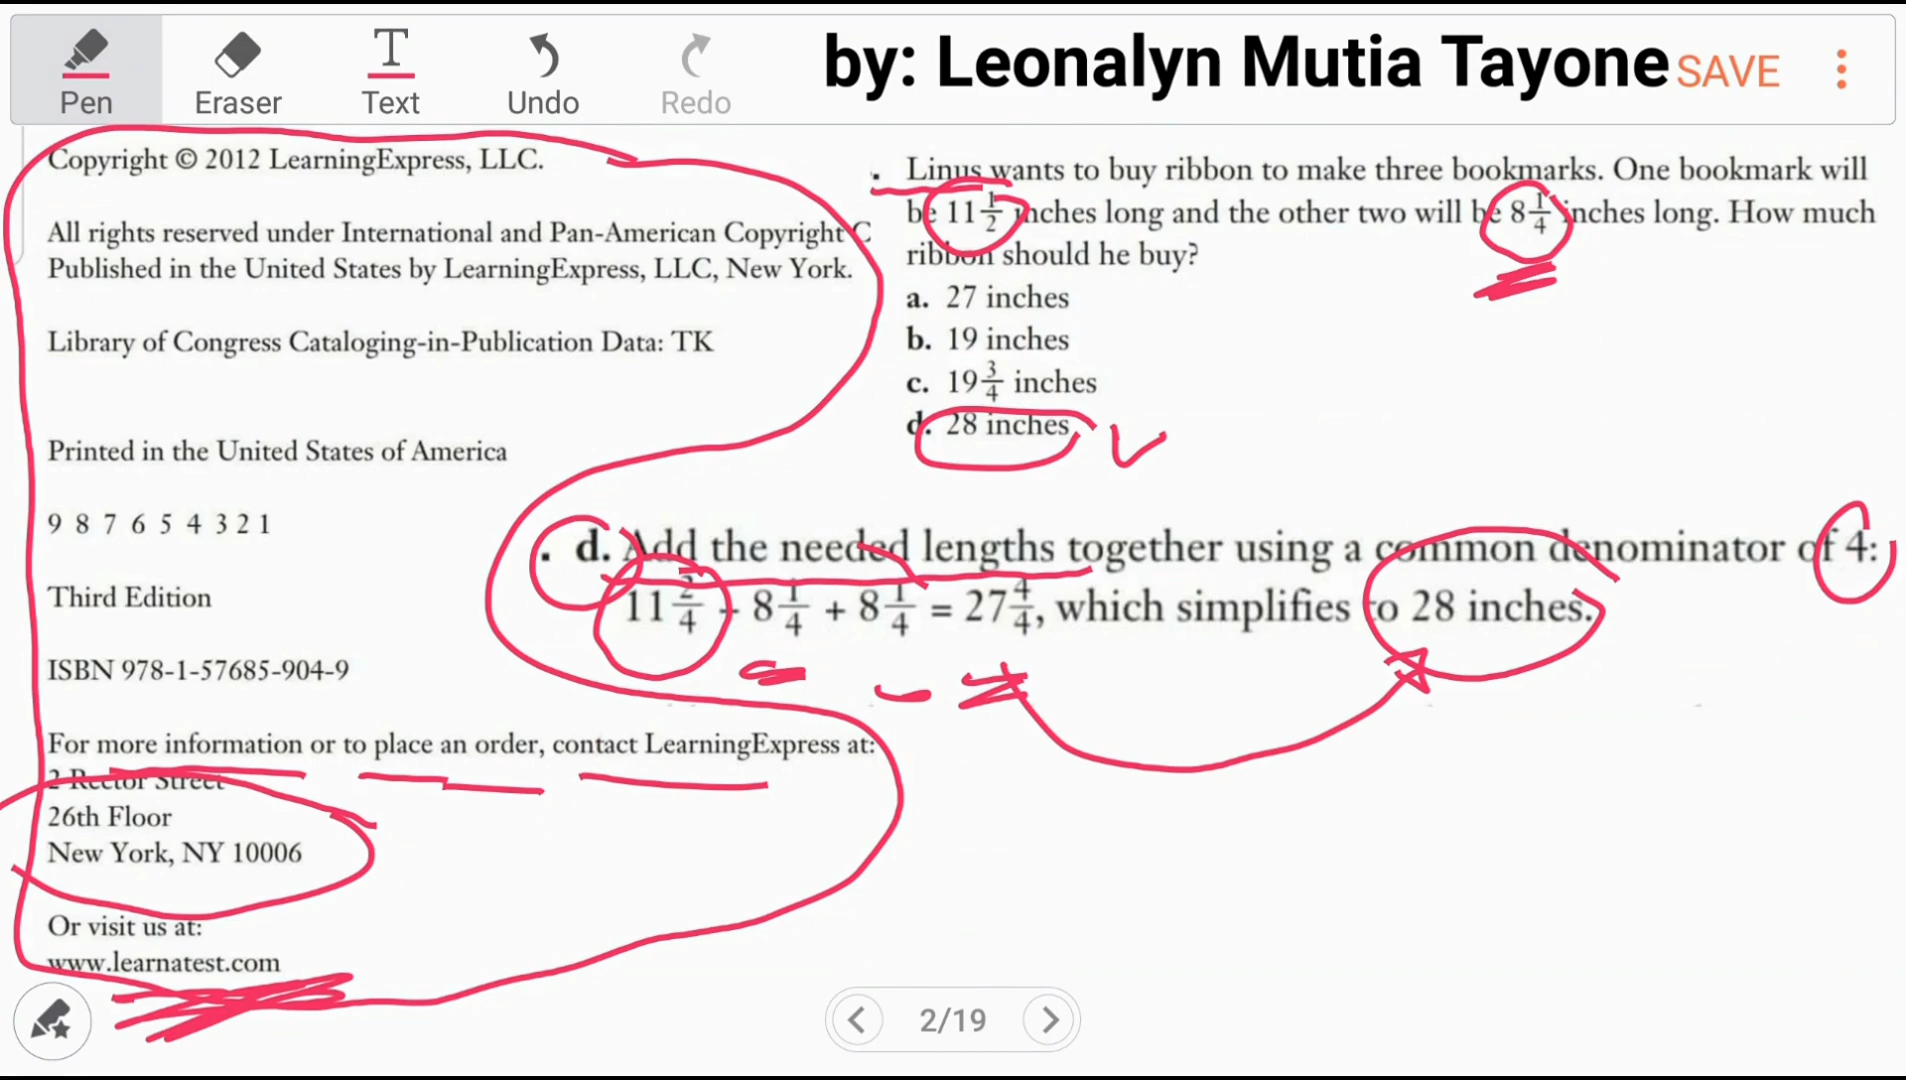 Pen
Eraser
Text
Undo
Redo
by: Leonalyn Mutia Tayone
SAVE
Copyright © 2012 LearningExpress, LLC.
All rights reserved under International and Pan-American Copyright C
Published in the United States by LearningExpress, LLC, New York.
Library of Congress Cataloging-in-Publication Data: TK
Printed in the United States of America
9 8 7 6 5 4 3 2 1
Third Edition
ISBN 978-1-57685-904-9
For more information or to place an order, contact LearningExpress at:
2 Rector Street
26th Floor
New York, NY 10006
Or visit us at:
www.learnatest.com
. Linus wants to buy ribbon to make three bookmarks. One bookmark will
be 11 1/2 inches long and the other two will be 8 1/4 inches long. How much
ribbon should he buy?
a. 27 inches
b. 19 inches
c. 19 3/4 inches
d. 28 inches
. d. Add the needed lengths together using a common denominator of 4:
11 2/4 + 8 1/4 + 8 1/4 = 27 4/4, which simplifies to 28 inches.
2/19